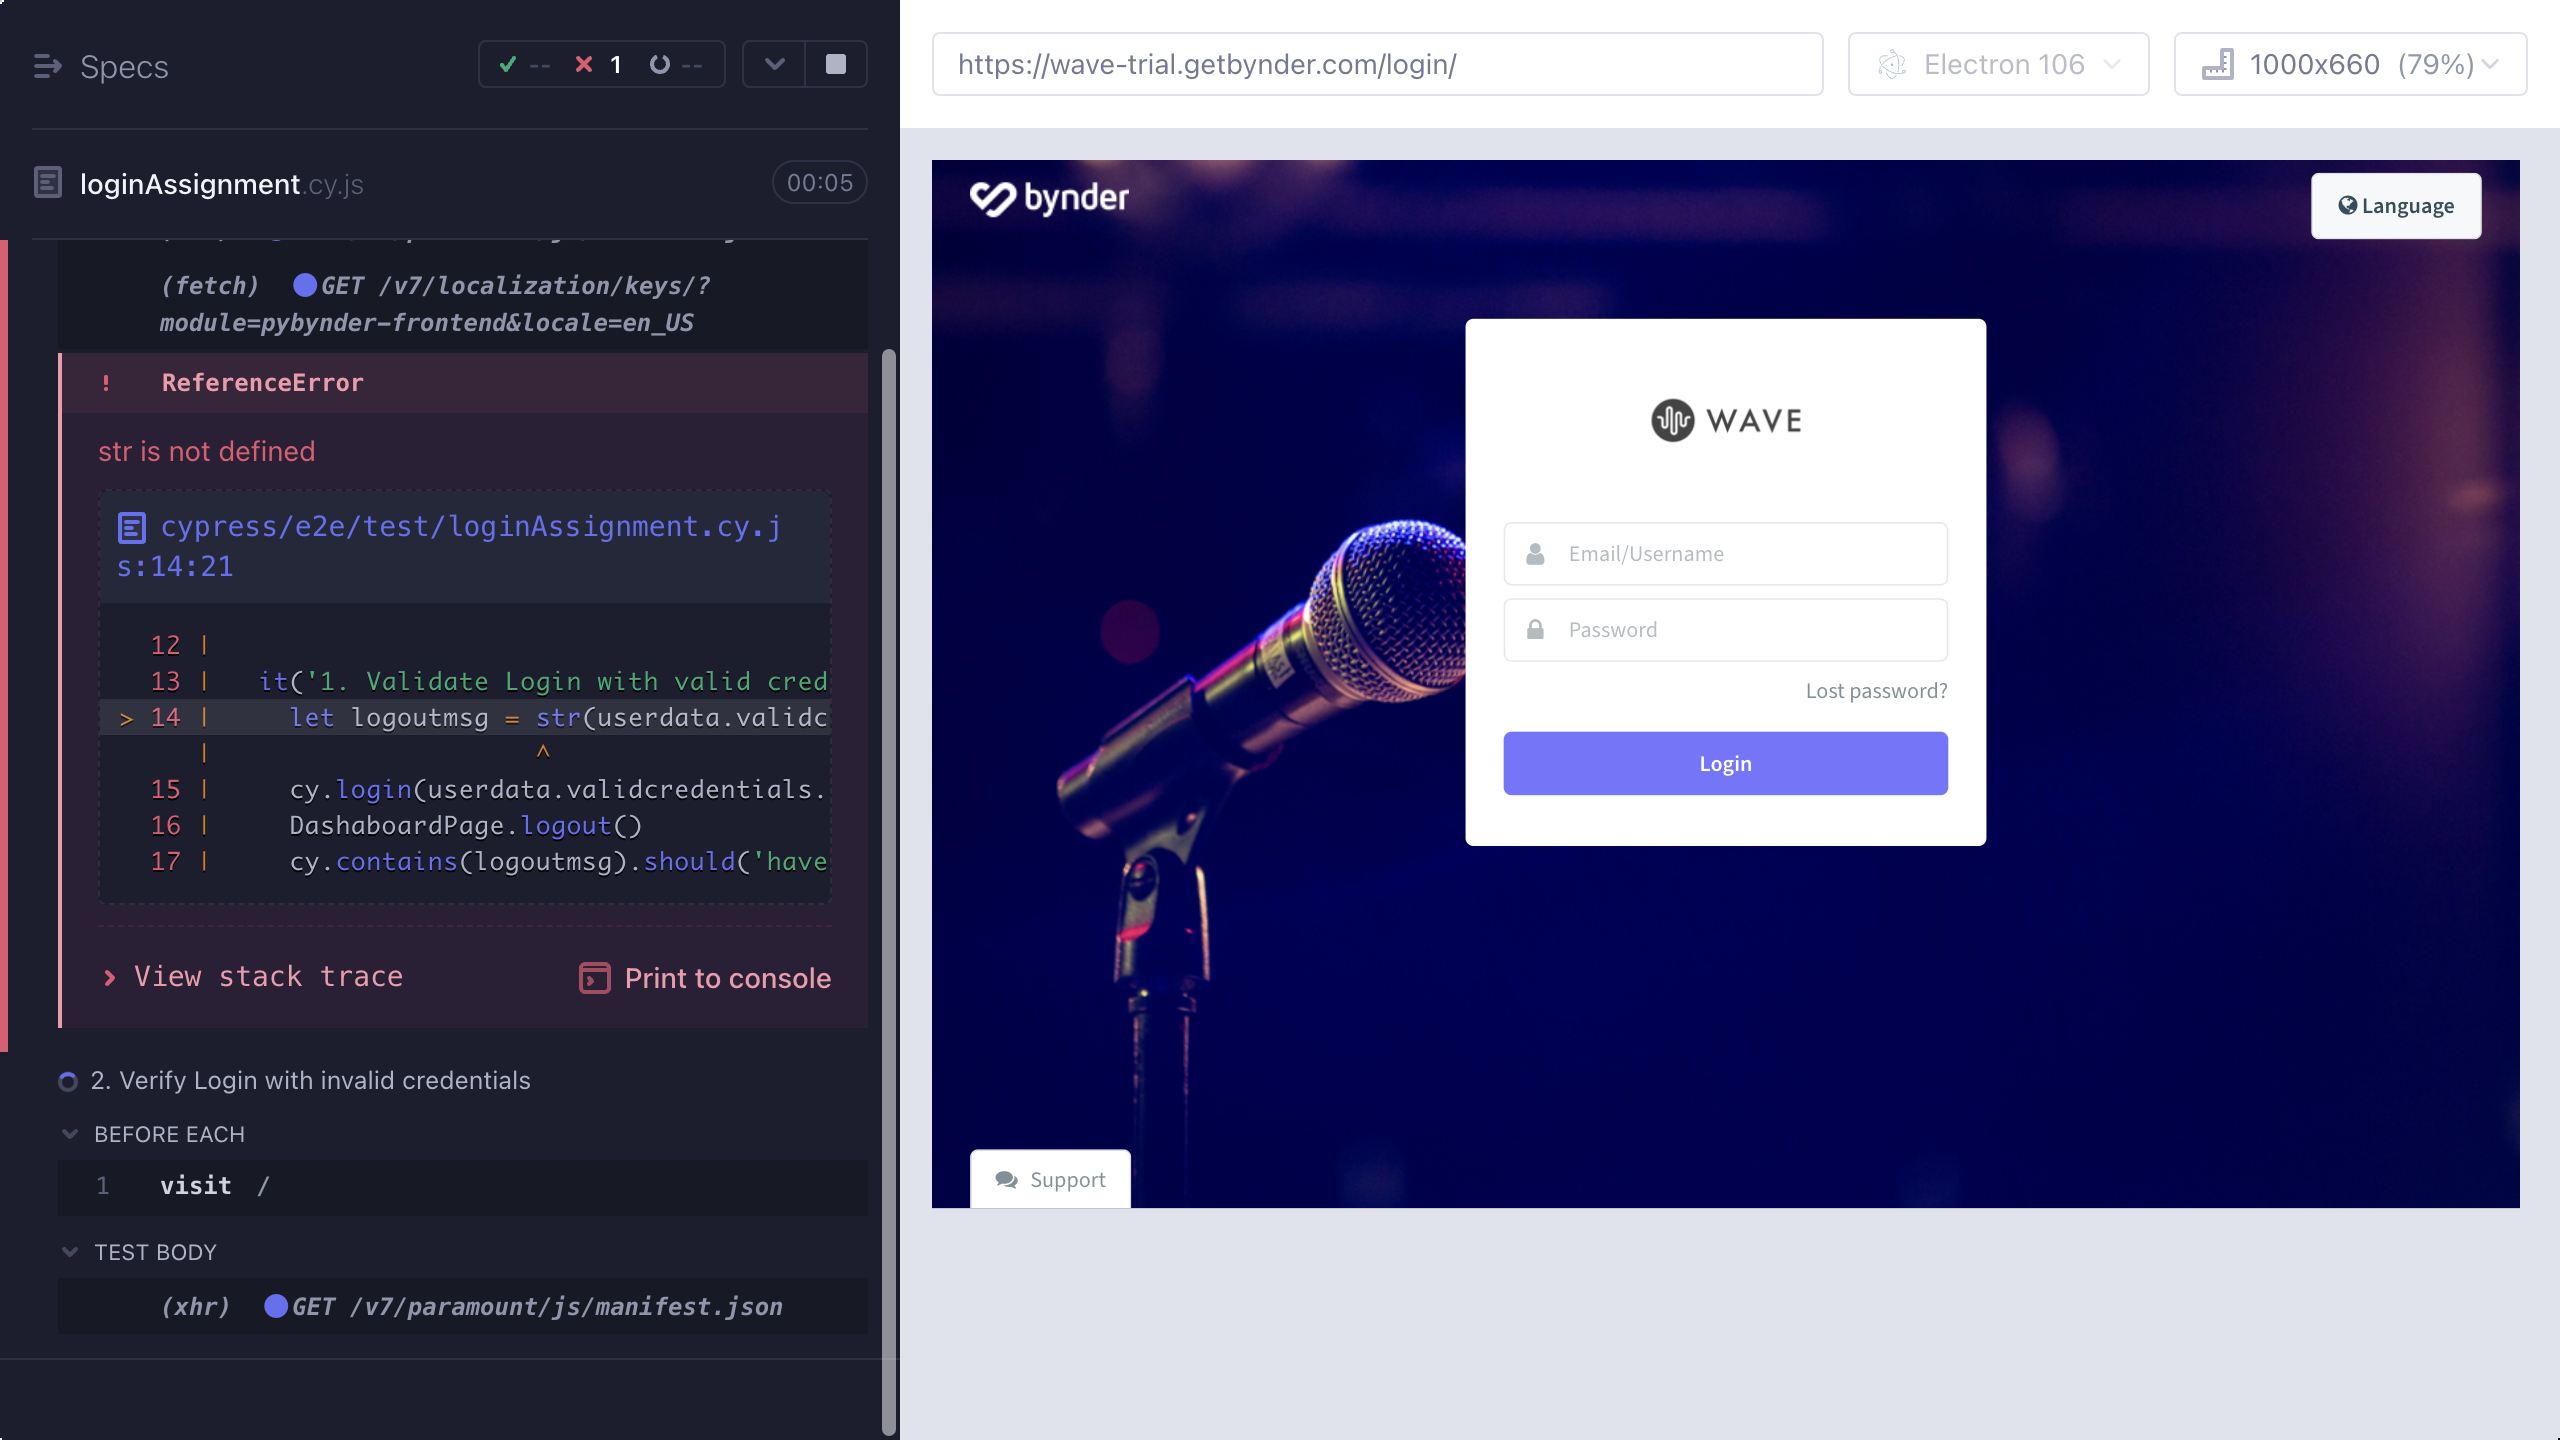 Specs
-- 1 --
loginAssignment.cy.js
00:05
(fetch) GET /v7/localization/keys/?
module=pybynder-frontend&locale=en_US
! ReferenceError
str is not defined
cypress/e2e/test/loginAssignment.cy.j
s:14:21
12 |
13 | it('1. Validate Login with valid cred
> 14 | let logoutmsg = str(userdata.validc
| ^
15 | cy.login(userdata.validcredentials.
16 | DashaboardPage.logout()
17 | cy.contains(logoutmsg).should('have
View stack trace
Print to console
2. Verify Login with invalid credentials
BEFORE EACH
1 visit /
TEST BODY
(xhr) GET /v7/paramount/js/manifest.json
https://wave-trial.getbynder.com/login/
Electron 106
1000x660 (79%)
bynder
Language
WAVE
Email/Username
Password
Lost password?
Login
Support